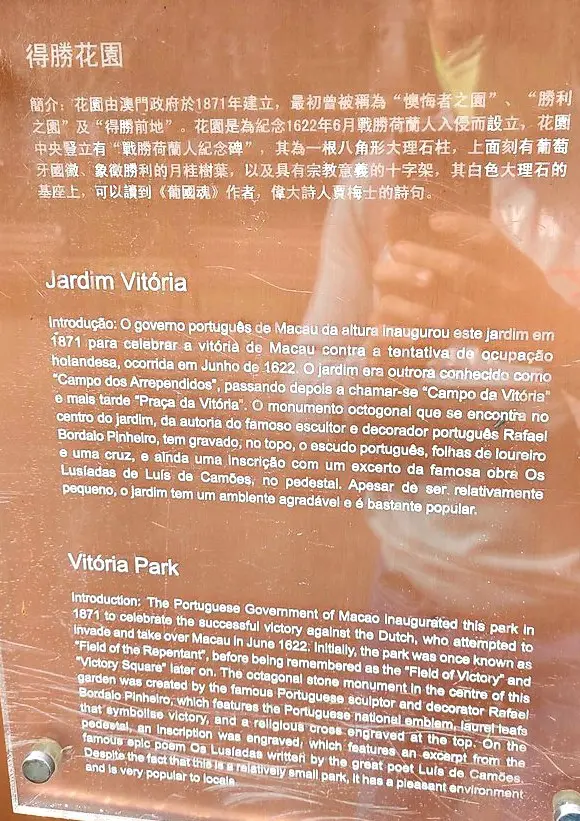 得勝花園
簡介：花園由澳門政府於1871年建立，最初曾被稱為“懊悔者之園”、“勝利
之園”及“得勝前地”。花園是為紀念1622年6月戰勝荷蘭人入侵而設立，花園
中央豎立有“戰勝荷蘭人紀念碑”，其為一根八角形大理石柱，上面刻有葡萄
牙國徽、象徵勝利的月桂樹葉，以及具有宗教意義的十字架，其白色大理石的
基座上，可以讀到《葡國魂》作者，偉大詩人賈梅士的詩句。
Jardim Vitória
Introdução: O governo português de Macau da altura inaugurou este jardim em
1871 para celebrar a vitória de Macau contra a tentativa de ocupação
holandesa, ocorrida em Junho de 1622. O jardim era outrora conhecido como
“Campo dos Arrependidos”, passando depois a chamar-se “Campo da Vitória”
e mais tarde “Praça da Vitória”. O monumento octogonal que se encontra no
centro do jardim, da autoria do famoso escultor e decorador português Rafael
Bordalo Pinheiro, tem gravado, no topo, o escudo português, folhas de loureiro
e uma cruz, e ainda uma inscrição com um excerto da famosa obra Os
Lusíadas de Luís de Camões, no pedestal. Apesar de ser relativamente
pequeno, o jardim tem um ambiente agradável e é bastante popular.
Vitória Park
Introduction: The Portuguese Government of Macao inaugurated this park in
1871 to celebrate the successful victory against the Dutch, who attempted to
invade and take over Macau in June 1622. Initially, the park was once known as
"Field of the Repentant", before being remembered as the "Field of Victory" and
"Victory Square" later on. The octagonal stone monument in the centre of this
garden was created by the famous Portuguese sculptor and decorator Rafael
Bordalo Pinheiro, which features the Portuguese national emblem, laurel leafs
that symbolise victory, and a religious cross engraved at the top. On the
pedestal, an inscription was engraved, which features an excerpt from the
famous epic poem Os Lusíadas written by the great poet Luís de Camões.
Despite the fact that this is a relatively small park, it has a pleasant environment
and is very popular to locals